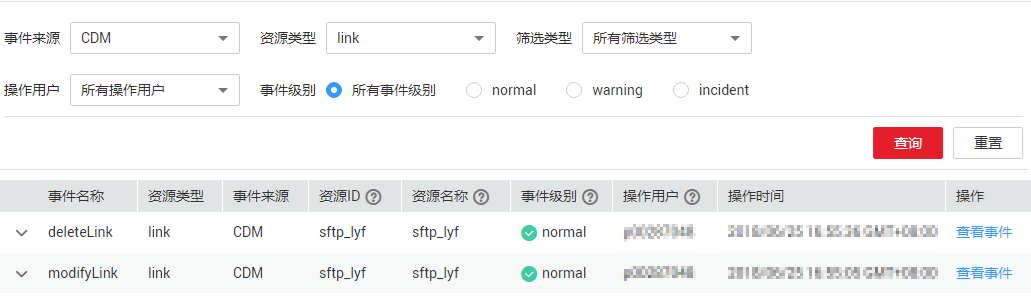 事件来源 CDM 资源类型 link 筛选类型 所有筛选类型
操作用户 所有操作用户 事件级别 所有事件级别 normal warning incident
查询 重置
事件名称 资源类型 事件来源 资源ID ? 资源名称 ? 事件级别 ? 操作用户 ? 操作时间 操作
deleteLink link CDM sftp_lyf sftp_lyf normal 查看事件
modifyLink link CDM sftp_lyf sftp_lyf normal 查看事件